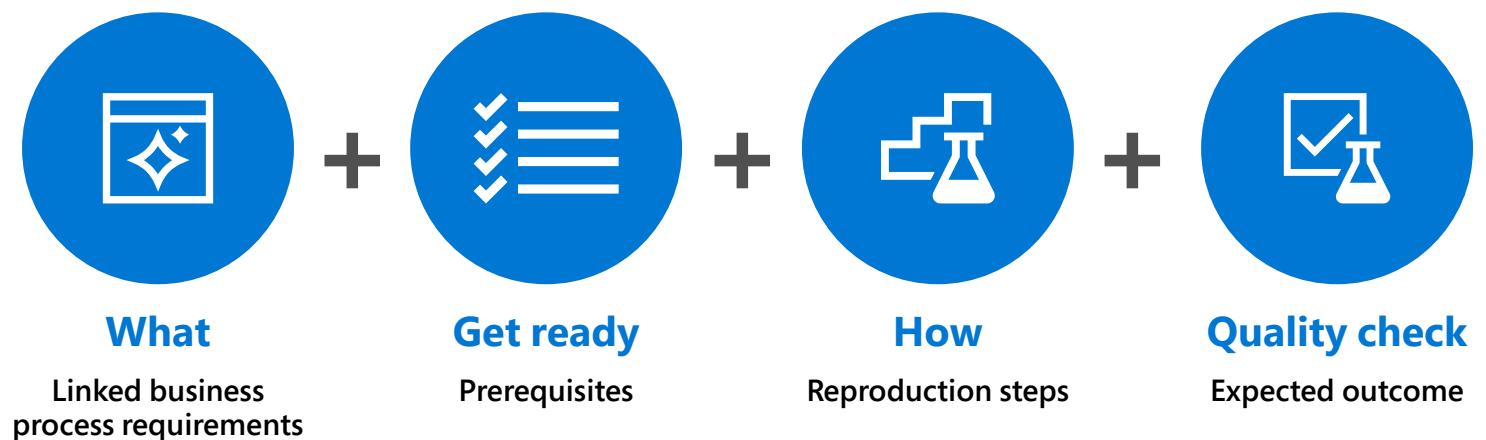 What
Get ready
How
Quality check
Linked business
process requirements
Prerequisites
Reproduction steps
Expected outcome